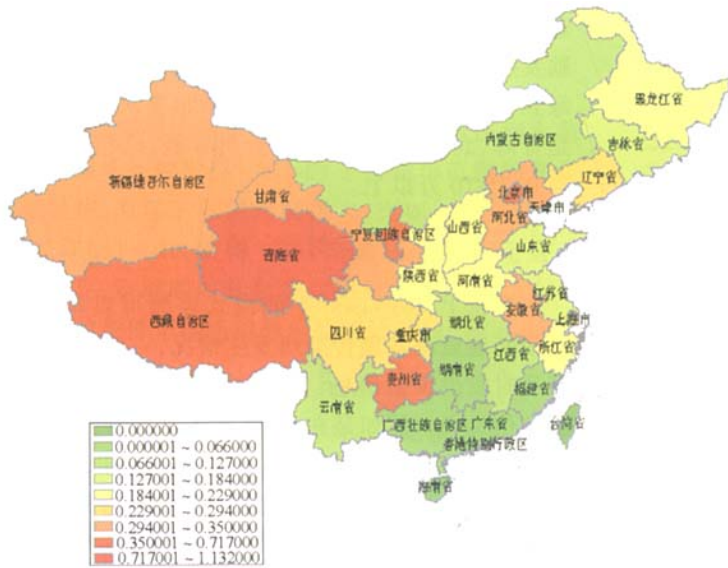 黑龙江省
内蒙古自治区
吉林省
新疆维吾尔自治区
辽宁省
北京市
甘肃省
天津市
河北省
宁夏回族自治区
山西省
青海省
山东省
陕西省
河南省
江苏省
西藏自治区
安徽省
上海市
四川省
重庆市
湖北省
浙江省
江西省
湖南省
贵州省
福建省
云南省
广西壮族自治区
广东省
台湾省
香港特别行政区
海南省
0.000000
0.000001 ~ 0.066000
0.066001 ~ 0.127000
0.127001 ~ 0.184000
0.184001 ~ 0.229000
0.229001 ~ 0.294000
0.294001 ~ 0.350000
0.350001 ~ 0.717000
0.717001 ~ 1.132000